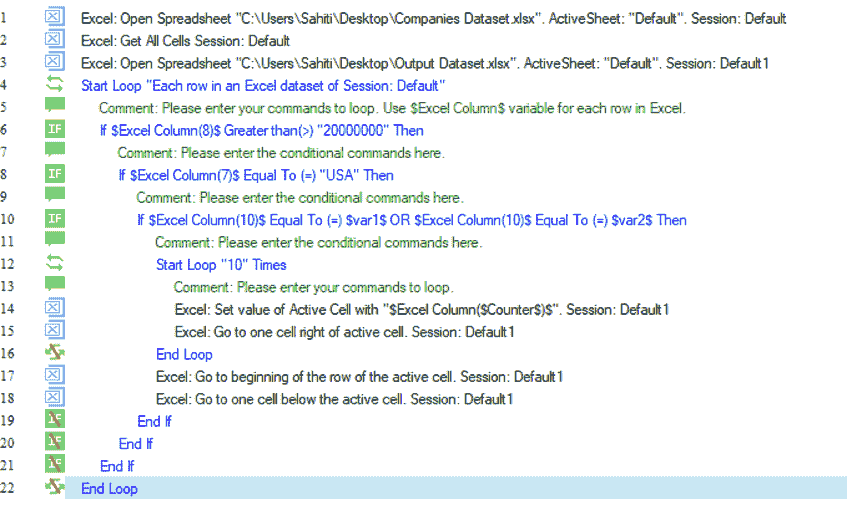 1 Excel: Open Spreadsheet "C:\Users\Sahiti\Desktop\Companies Dataset.xlsx". ActiveSheet: "Default". Session: Default
2 Excel: Get All Cells Session: Default
3 Excel: Open Spreadsheet "C:\Users\Sahiti\Desktop\Output Dataset.xlsx". ActiveSheet: "Default". Session: Default1
4 Start Loop "Each row in an Excel dataset of Session: Default"
5 Comment: Please enter your commands to loop. Use $Excel Column$ variable for each row in Excel.
6 IF If $Excel Column(8)$ Greater than(>) "20000000" Then
7 Comment: Please enter the conditional commands here.
8 IF If $Excel Column(7)$ Equal To (=) "USA" Then
9 Comment: Please enter the conditional commands here.
10 IF If $Excel Column(10)$ Equal To (=) $var1$ OR $Excel Column(10)$ Equal To (=) $var2$ Then
11 Comment: Please enter the conditional commands here.
12 Start Loop "10" Times
13 Comment: Please enter your commands to loop.
14 Excel: Set value of Active Cell with "$Excel Column($Counter$)$". Session: Default1
15 Excel: Go to one cell right of active cell. Session: Default1
16 End Loop
17 Excel: Go to beginning of the row of the active cell. Session: Default1
18 Excel: Go to one cell below the active cell. Session: Default1
19 IF End If
20 IF End If
21 IF End If
22 End Loop